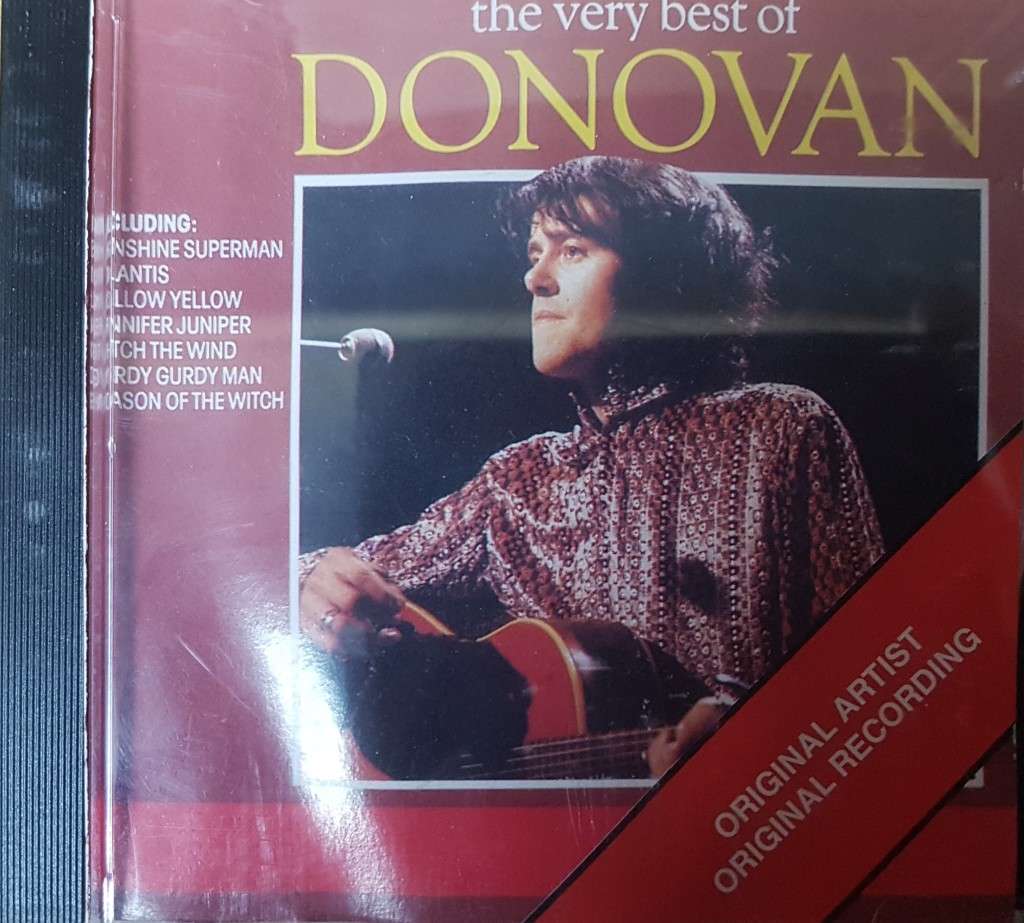 the very best of
DONOVAN
CLUDING:
NSHINE SUPERMAN
LANTIS
LLOW YELLOW
NNIFER JUNIPER
TCH THE WIND
RDY GURDY MAN
ASON OF THE WITCH
ORIGINAL ARTIST
ORIGINAL RECORDING